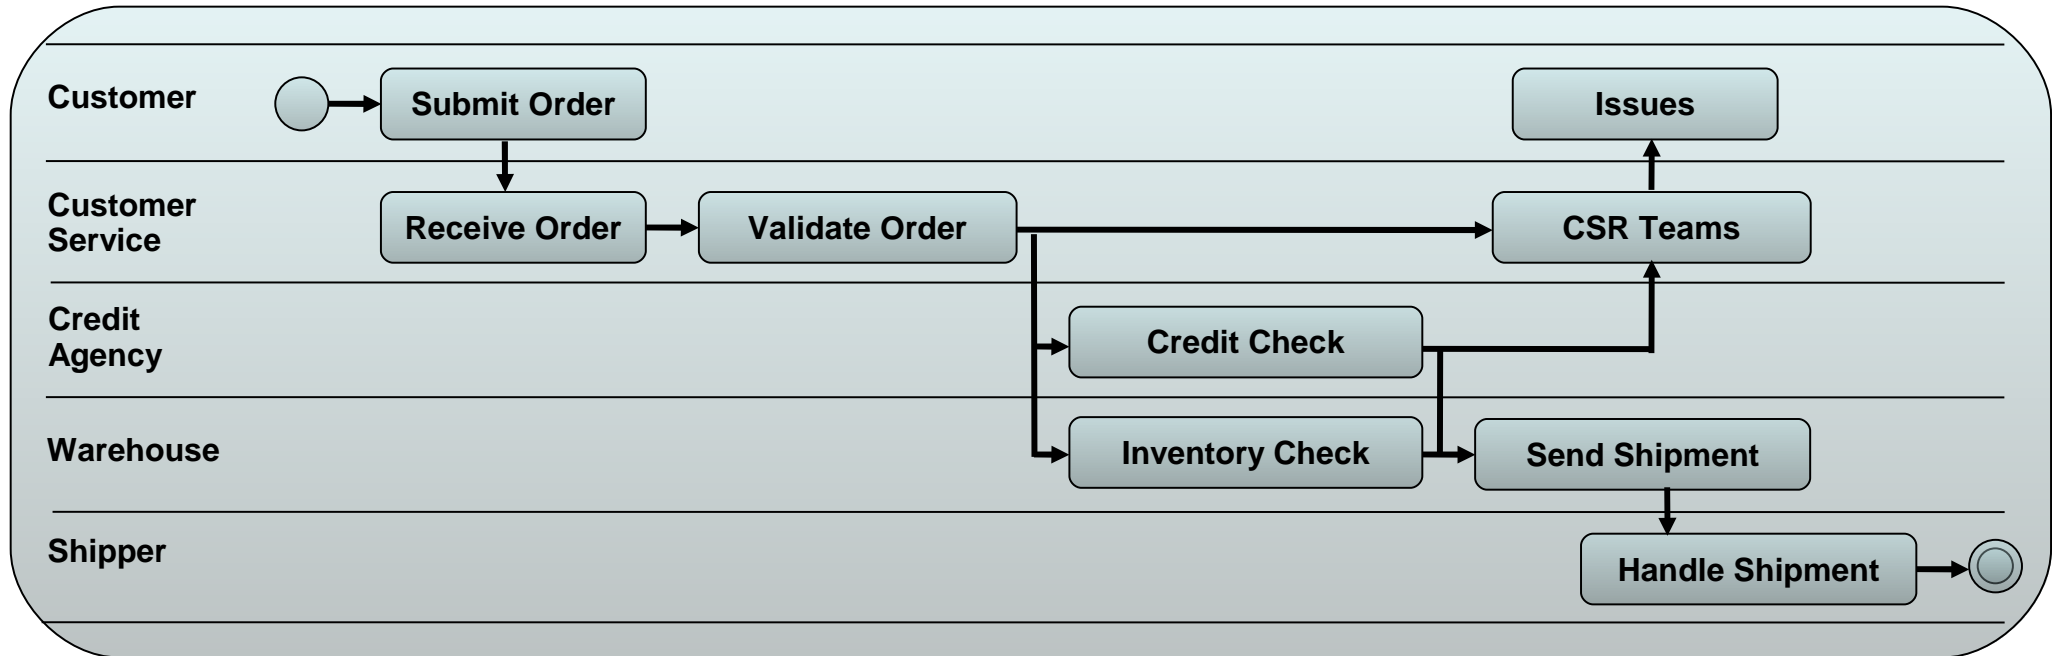 Customer
Submit Order
Issues
Customer
Service
Receive Order
Validate Order
CSR Teams
Credit
Agency
Credit Check
Warehouse
Inventory Check
Send Shipment
Shipper
Handle Shipment